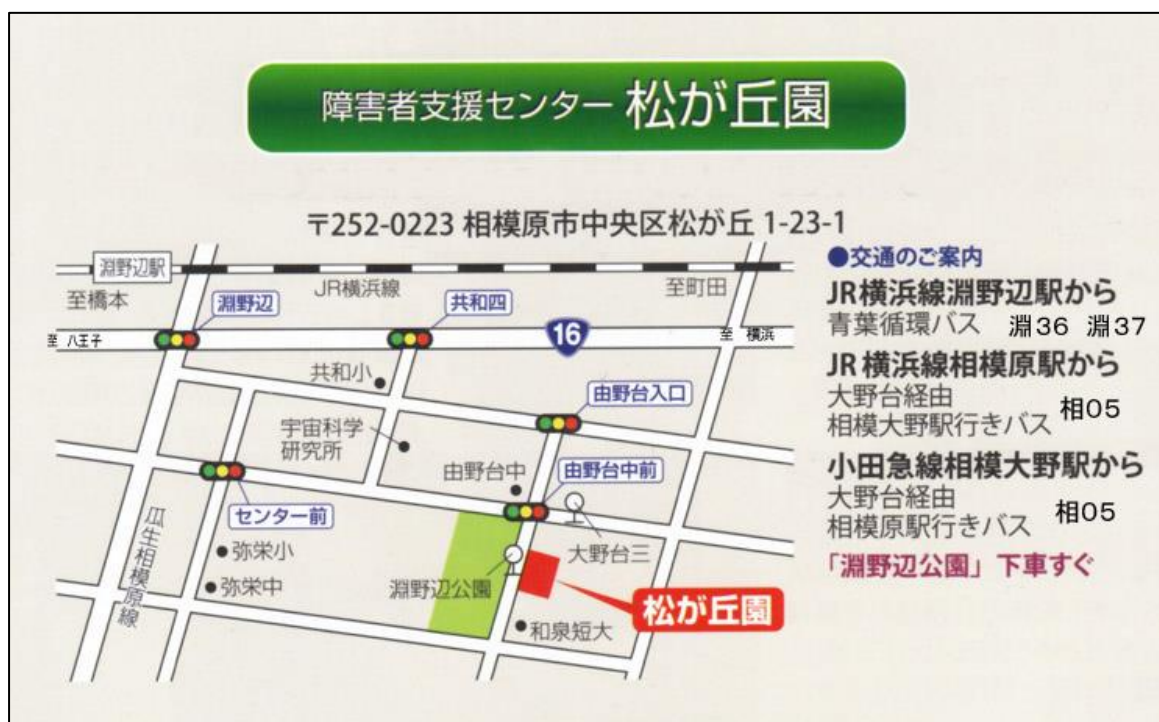 障害者支援センター 松が丘園
〒252-0223 相模原市中央区松が丘 1-23-1
淵野辺駅
JR横浜線
至橋本
至町田
淵野辺
共和四
16
至 八王子
至 横浜
共和小
由野台入口
宇宙科学
研究所
由野台中
由野台中前
センター前
大野台三
弥栄小
弥栄中
淵野辺公園
松が丘園
和泉短大
瓜生相模原線
●交通のご案内
JR横浜線淵野辺駅から
青葉循環バス 淵36 淵37
JR横浜線相模原駅から
大野台経由
相模大野駅行きバス 相05
小田急線相模大野駅から
大野台経由
相模原駅行きバス 相05
「淵野辺公園」下車すぐ